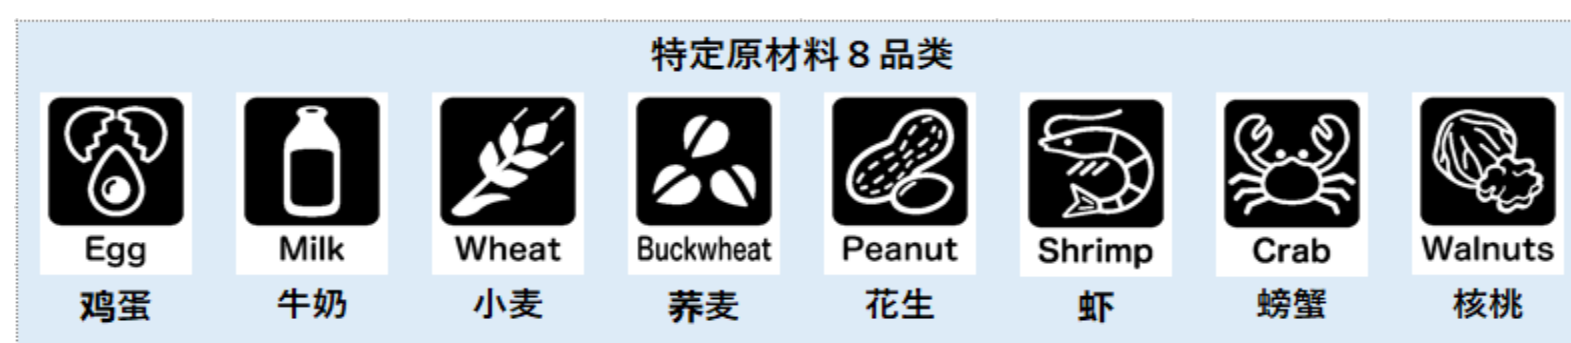 特定原材料８品类
Egg Milk Wheat Buckwheat Peanut Shrimp Crab Walnuts
鸡蛋 牛奶 小麦 荞麦 花生 虾 螃蟹 核桃